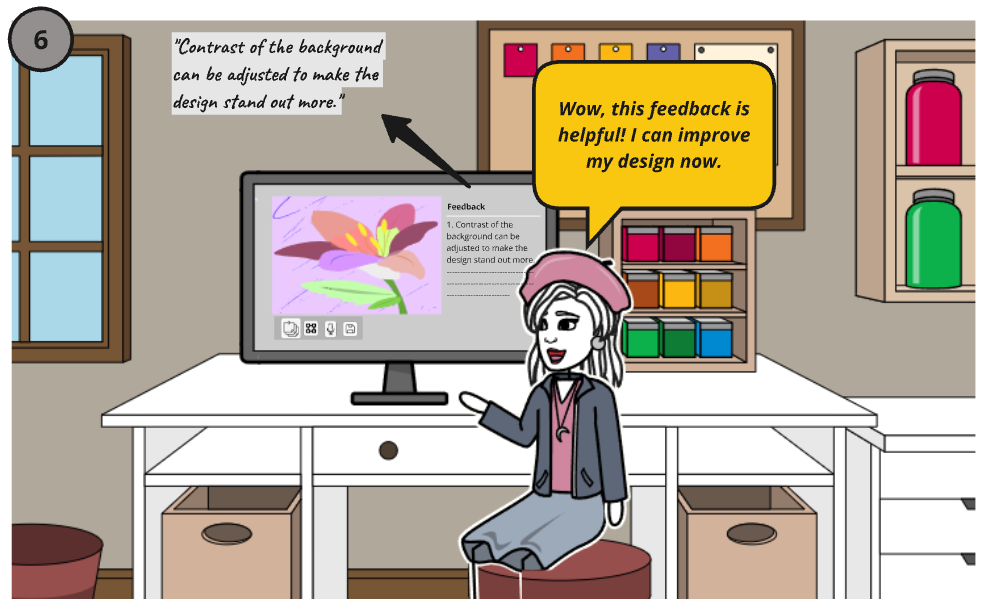 6
"Contrast of the background
can be adjusted to make the
design stand out more."
Wow, this feedback is
helpful! I can improve
my design now.
Feedback
1. Contrast of the
background can be
adjusted to make the
design stand out more.